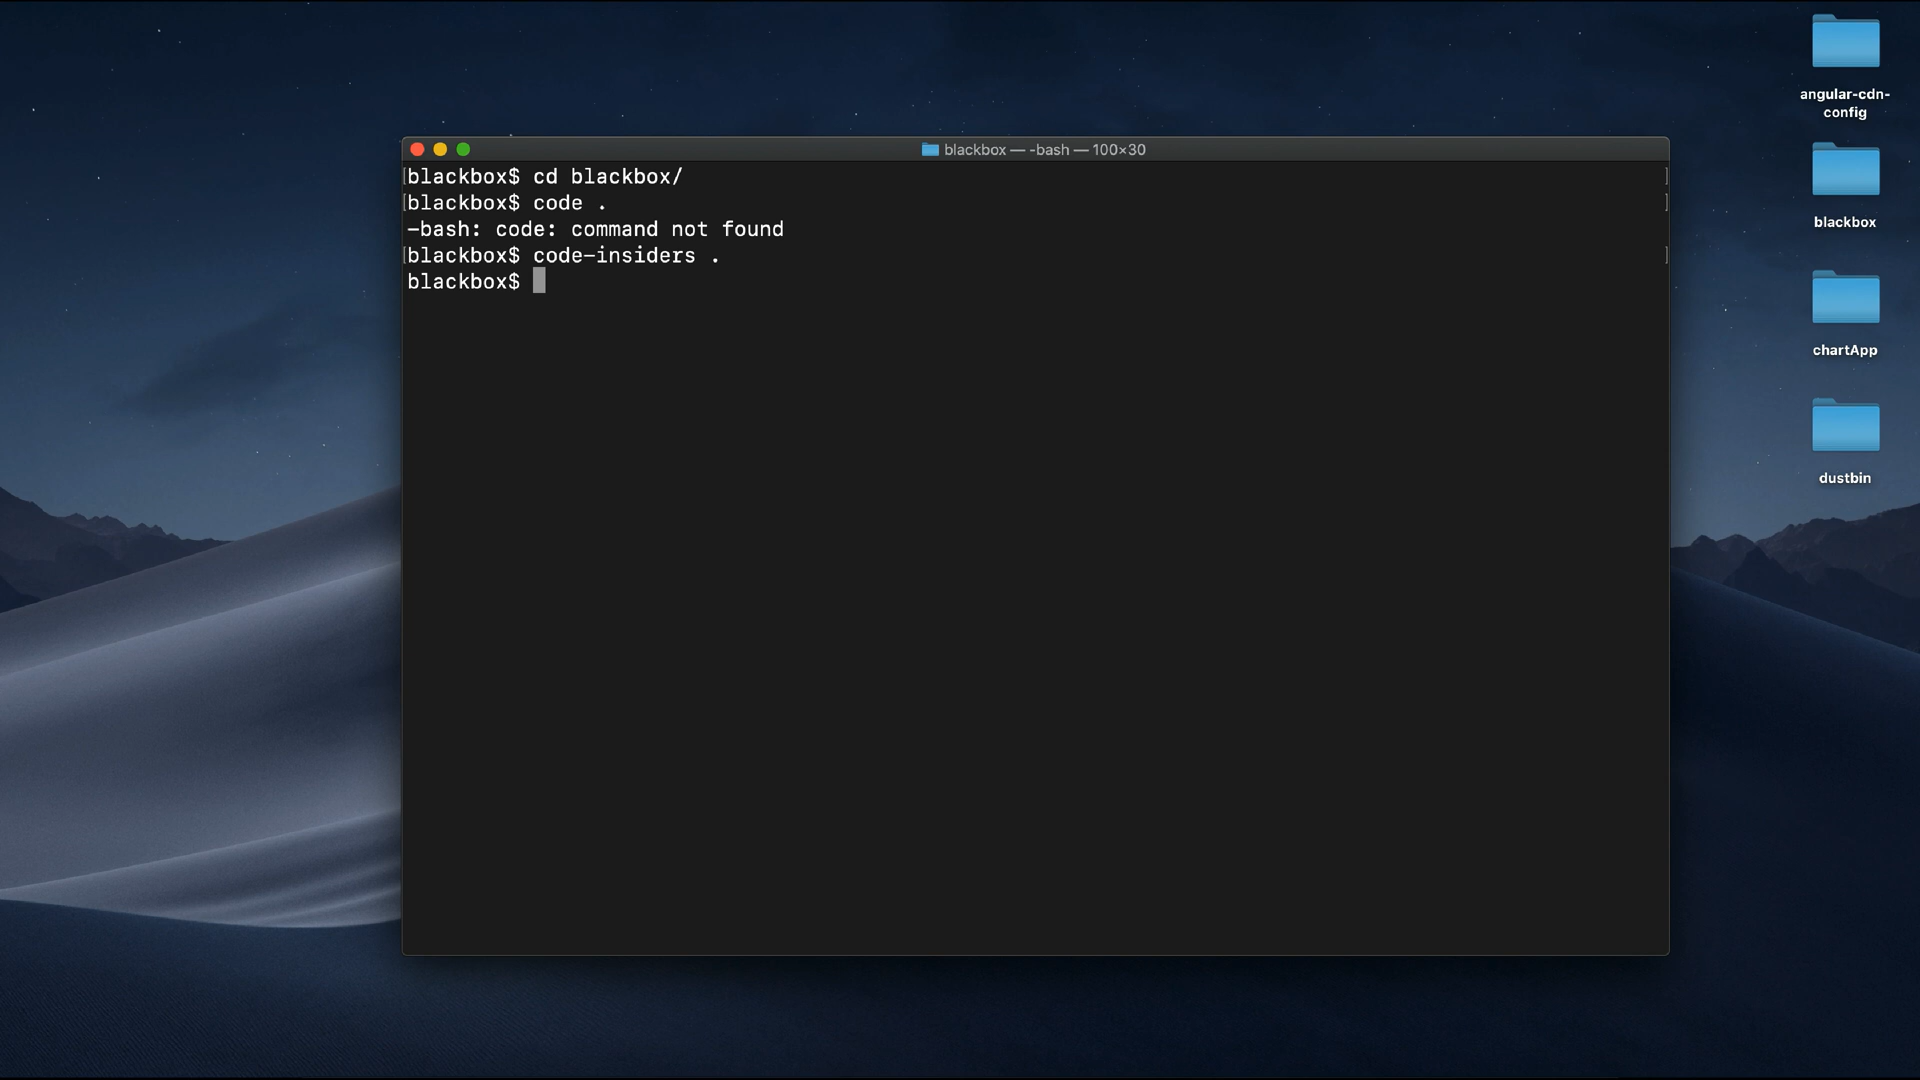 blackbox — -bash — 100×30
blackbox$ cd blackbox/
blackbox$ code .
-bash: code: command not found
blackbox$ code-insiders .
blackbox$
angular-cdn-
config
blackbox
chartApp
dustbin